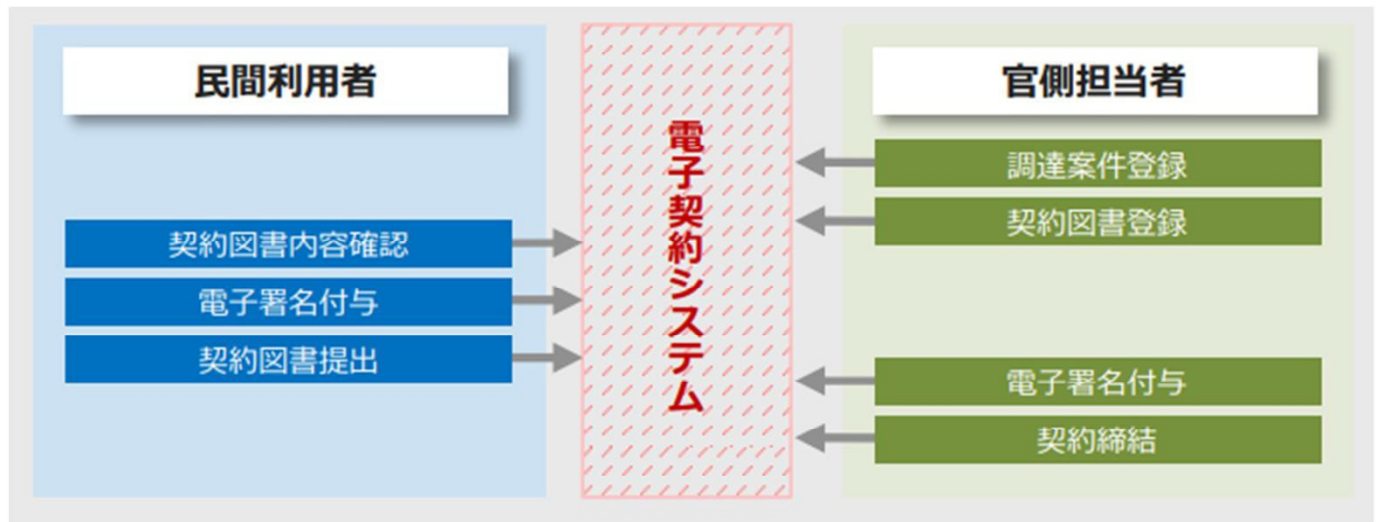 民間利用者
契約図書内容確認
電子署名付与
契約図書提出
電子契約システム
官側担当者
調達案件登録
契約図書登録
電子署名付与
契約締結